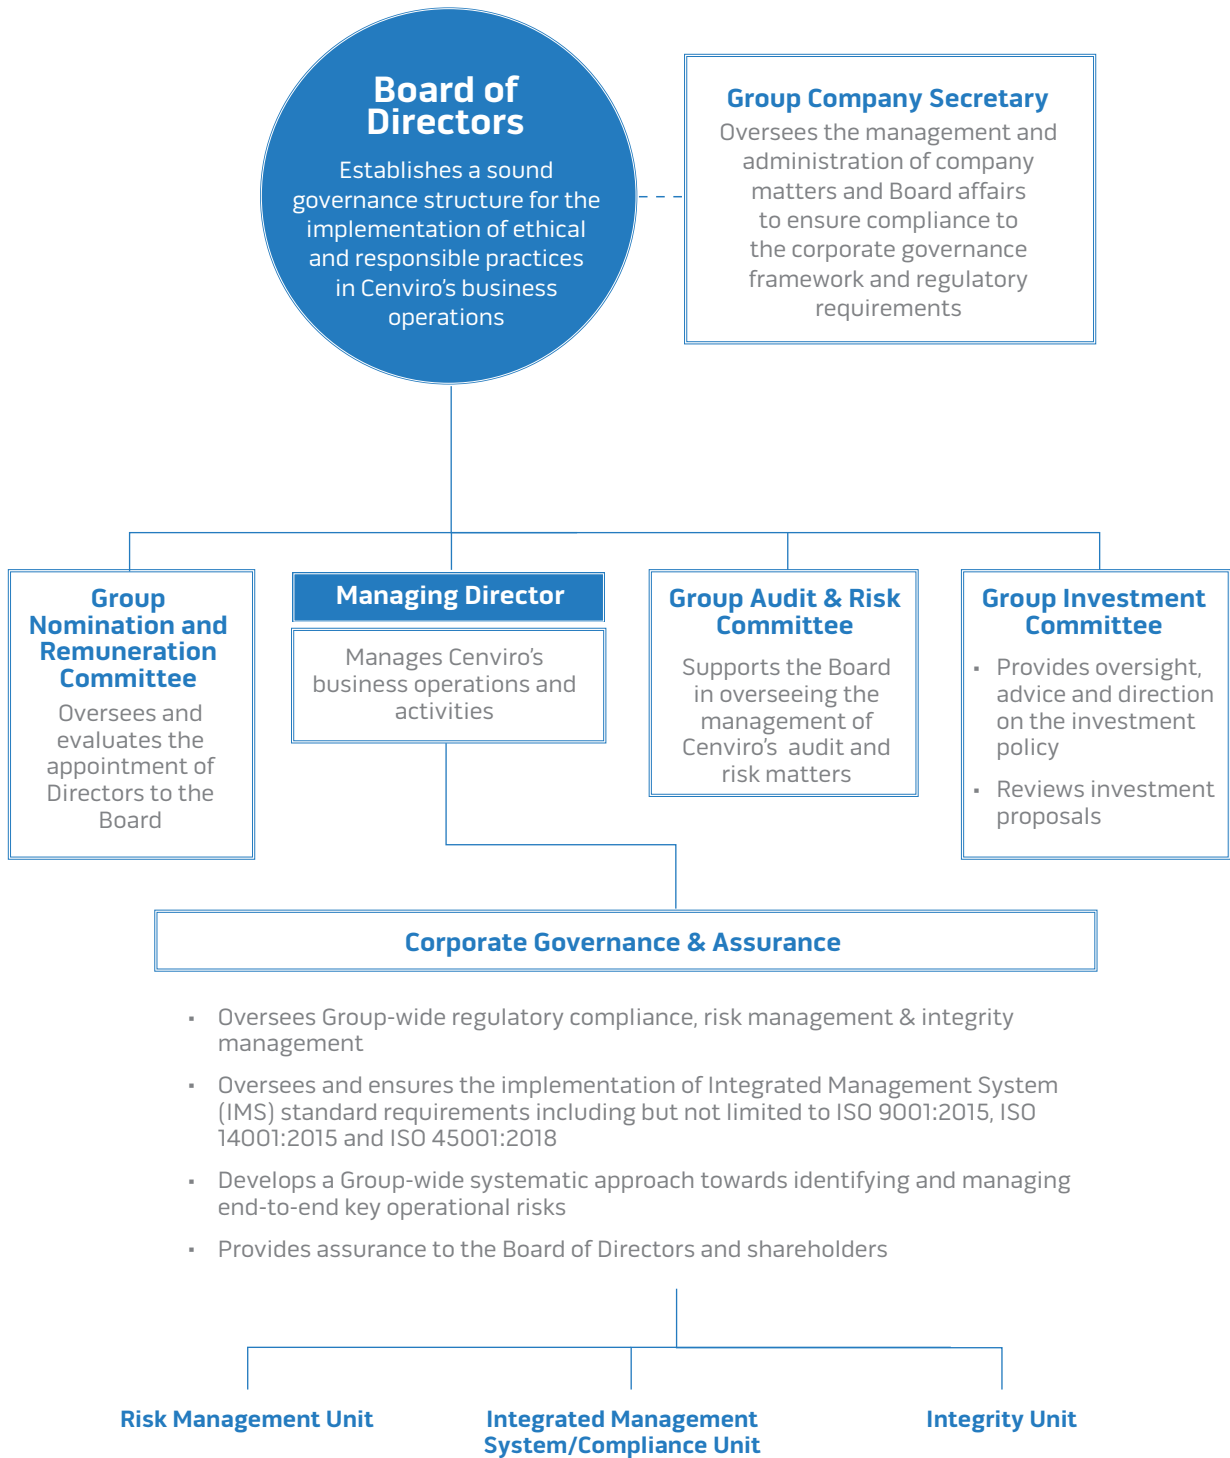 Board of
Directors
Establishes a sound
governance structure for the
implementation of ethical
and responsible practices
in Cenviro’s business
operations
Group Company Secretary
Oversees the management and
administration of company
matters and Board affairs
to ensure compliance to
the corporate governance
framework and regulatory
requirements
Group
Nomination and
Remuneration
Committee
Oversees and
evaluates the
appointment of
Directors to the
Board
Managing Director
Manages Cenviro’s
business operations and
activities
Group Audit & Risk
Committee
Supports the Board
in overseeing the
management of
Cenviro’s audit and
risk matters
Group Investment
Committee
▪ Provides oversight,
advice and direction
on the investment
policy
▪ Reviews investment
proposals
Corporate Governance & Assurance
▪ Oversees Group-wide regulatory compliance, risk management & integrity
management
▪ Oversees and ensures the implementation of Integrated Management System
(IMS) standard requirements including but not limited to ISO 9001:2015, ISO
14001:2015 and ISO 45001:2018
▪ Develops a Group-wide systematic approach towards identifying and managing
end-to-end key operational risks
▪ Provides assurance to the Board of Directors and shareholders
Risk Management Unit
Integrated Management
System/Compliance Unit
Integrity Unit